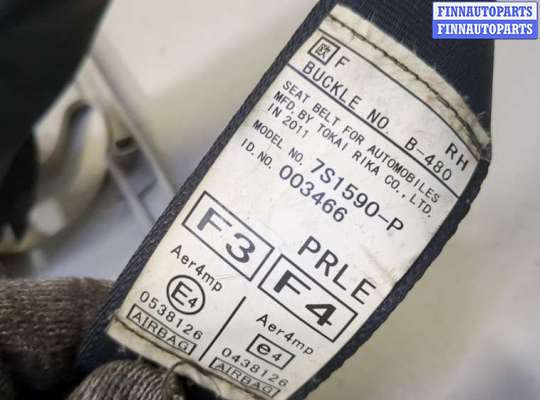 FINNAUTOPARTS
FINNAUTOPARTS
欧 F RH
BUCKLE NO. B-480
SEAT BELT FOR AUTOMOBILES
MFD. BY TOKAI RIKA CO., LTD.
IN 2011
MODEL NO. 7S1590-P
ID. NO. 003466
PRLE
F3 F4
Aer4mp
E4
0538126
AIRBAG
Aer4mp
e4
0438126
AIRBAG